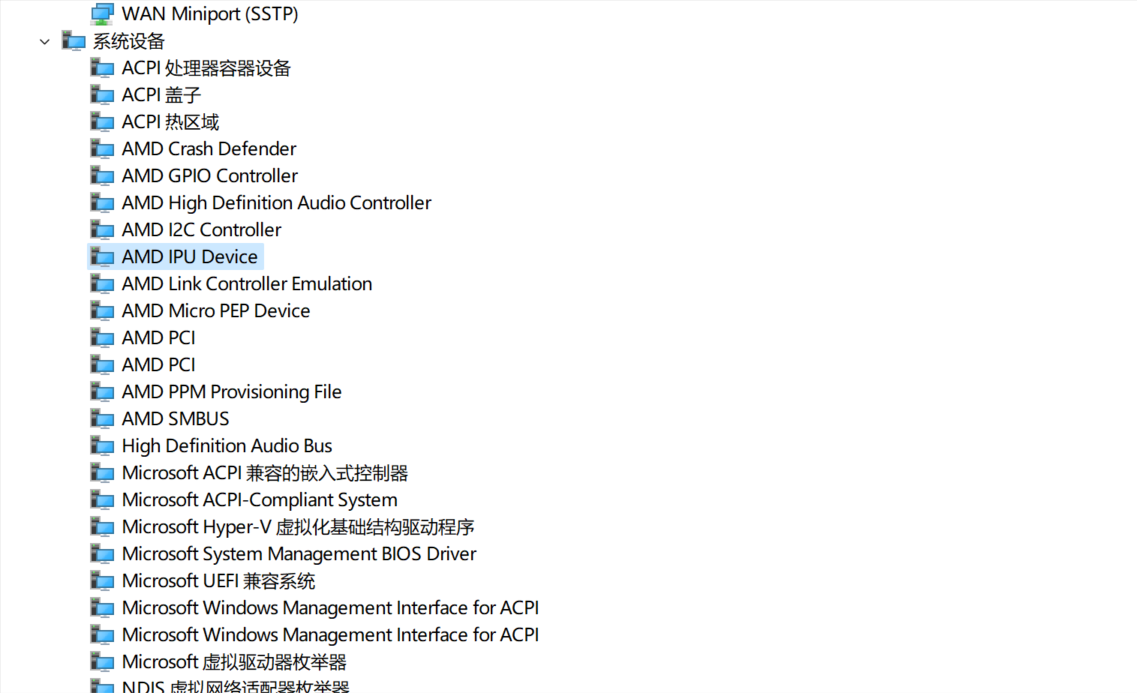 WAN Miniport (SSTP)
系统设备
ACPI 处理器容器设备
ACPI 盖子
ACPI 热区域
AMD Crash Defender
AMD GPIO Controller
AMD High Definition Audio Controller
AMD I2C Controller
AMD IPU Device
AMD Link Controller Emulation
AMD Micro PEP Device
AMD PCI
AMD PCI
AMD PPM Provisioning File
AMD SMBUS
High Definition Audio Bus
Microsoft ACPI 兼容的嵌入式控制器
Microsoft ACPI-Compliant System
Microsoft Hyper-V 虚拟化基础结构驱动程序
Microsoft System Management BIOS Driver
Microsoft UEFI 兼容系统
Microsoft Windows Management Interface for ACPI
Microsoft Windows Management Interface for ACPI
Microsoft 虚拟驱动器枚举器
NDIS 虚拟网络适配器枚举器